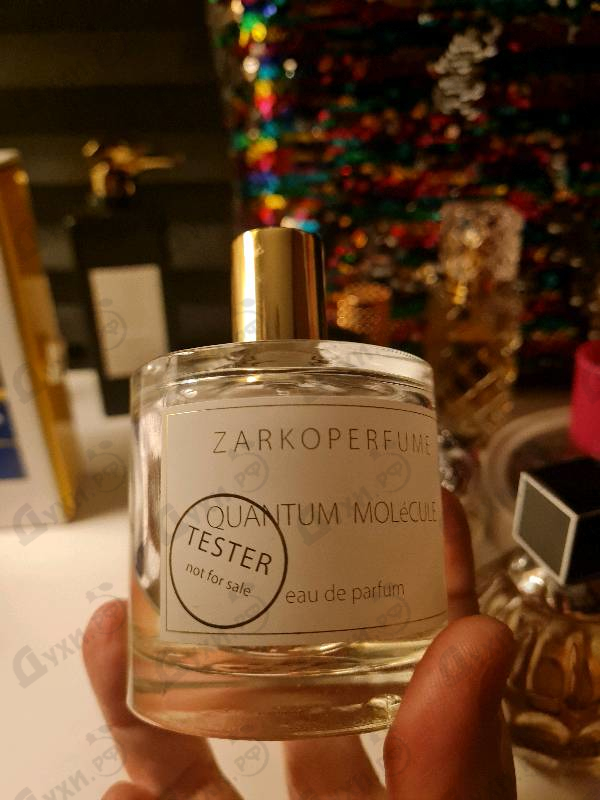 ZARKOPERFUME
QUANTUM MOLéCULE
TESTER
not for sale
eau de parfum
Духи.рф